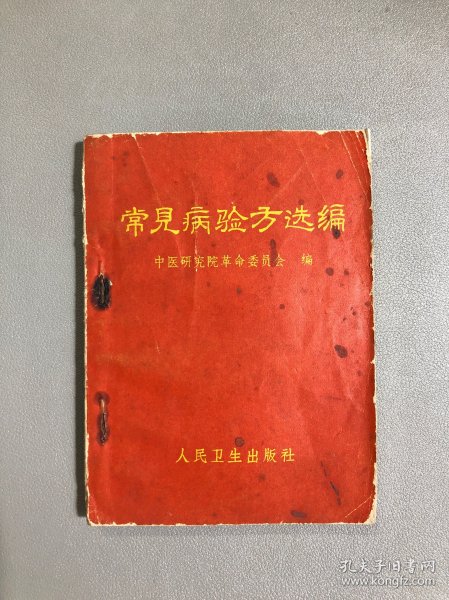 常見病验方选编
中医研究院革命委员会 编
人民卫生出版社
孔夫子旧书网
www.kongfz.com